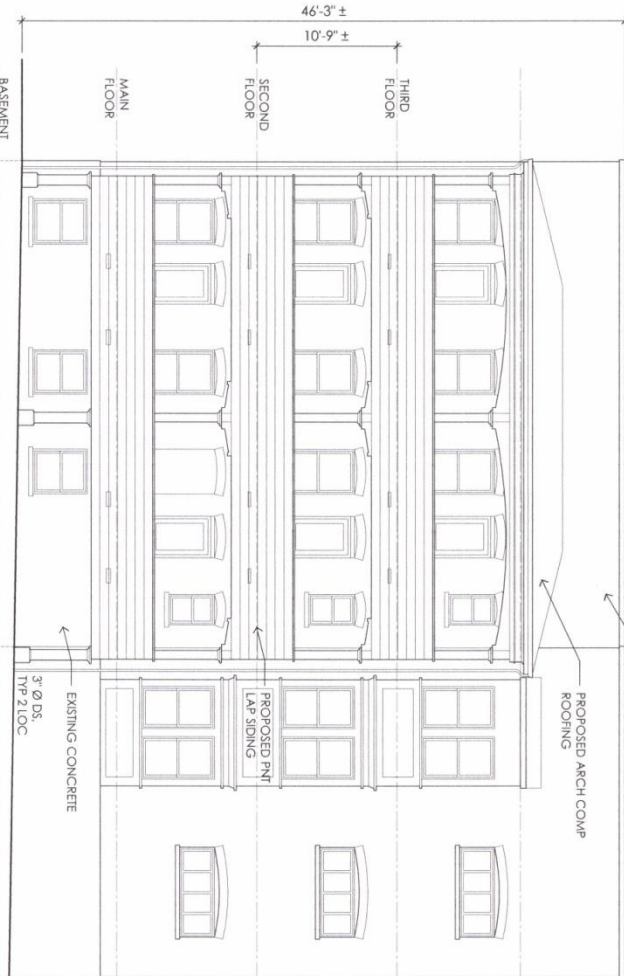 46'-3" ±
10'-9" ±
THIRD
FLOOR
SECOND
FLOOR
MAIN
FLOOR
BASEMENT
PROPOSED ARCH COMP
ROOFING
PROPOSED PNT
LAP SIDING
EXISTING CONCRETE
3" Ø DS,
TYP 2 LOC